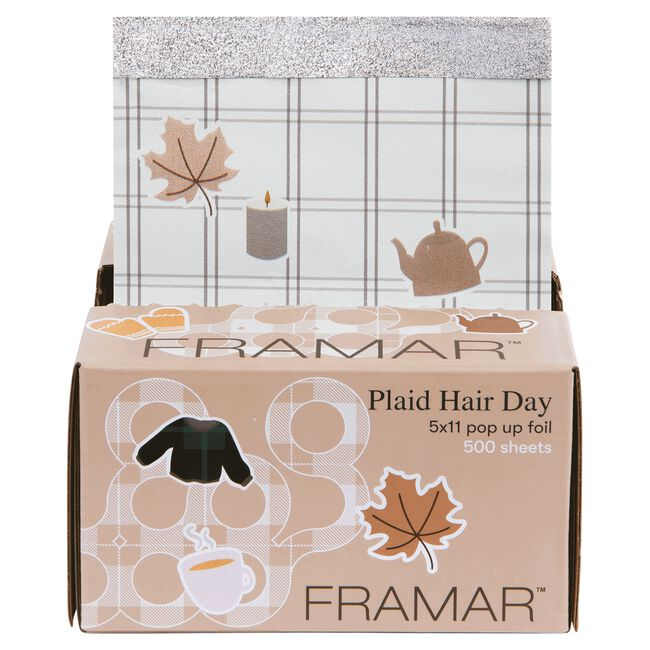 FRAMAR™
Plaid Hair Day
5x11 pop up foil
500 sheets
FRAMAR™